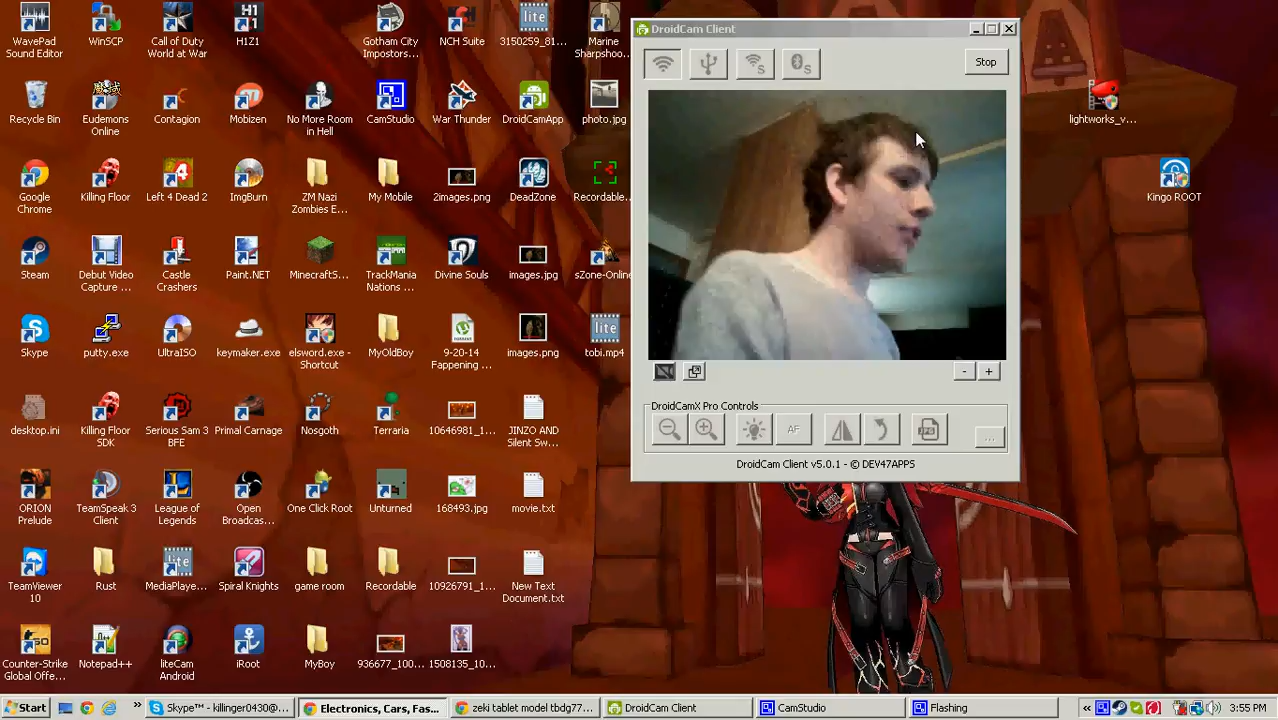 WavePad Sound Editor
WinSCP
Call of Duty World at War
H1Z1
Gotham City Impostors...
NCH Suite
3150259_81...
Marine Sharpshoo...
Recycle Bin
Eudemons Online
Contagion
Mobizen
No More Room in Hell
CamStudio
War Thunder
DroidCamApp
photo.jpg
Google Chrome
Killing Floor
Left 4 Dead 2
ImgBurn
ZM Nazi Zombies E...
My Mobile
2images.png
DeadZone
Recordable...
Steam
Debut Video Capture ...
Castle Crashers
Paint.NET
MinecraftS...
TrackMania Nations ...
Divine Souls
images.jpg
sZone-Online
Skype
putty.exe
UltraISO
keymaker.exe
elsword.exe - Shortcut
MyOldBoy
9-20-14 Fappening ...
images.png
lite
tobi.mp4
desktop.ini
Killing Floor SDK
Serious Sam 3 BFE
Primal Carnage
Nosgoth
Terraria
10646981_1...
JINZO AND Silent Sw...
ORION Prelude
TeamSpeak 3 Client
League of Legends
Open Broadcas...
One Click Root
Unturned
168493.jpg
movie.txt
TeamViewer 10
Rust
lite
MediaPlaye...
Spiral Knights
game room
Recordable
10926791_1...
New Text Document.txt
Counter-Strike Global Offe...
Notepad++
liteCam Android
iRoot
MyBoy
936677_100...
1508135_10...
DroidCam Client
Stop
- +
DroidCamX Pro Controls
AF
JPG
...
DroidCam Client v5.0.1 - © DEV47APPS
lightworks_v...
Kingo ROOT
Start
Skype™ - killinger0430@...
Electronics, Cars, Fas...
zeki tablet model tbdg77...
DroidCam Client
CamStudio
Flashing
3:55 PM